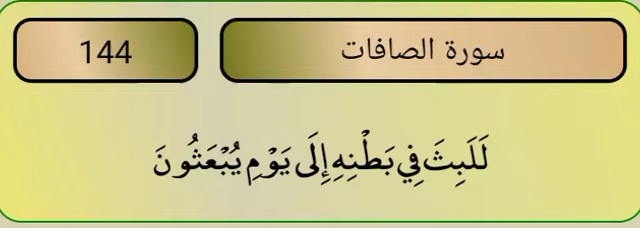 سورة الصافات
144
لَلَبِثَ فِي بَطْنِهِ إِلَى يَوْمِ يُبْعَثُونَ